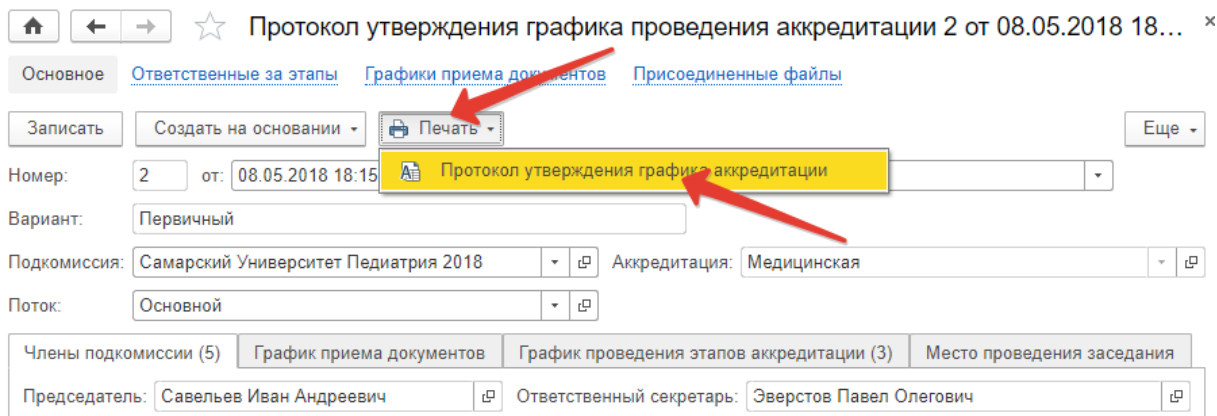 Протокол утверждения графика проведения аккредитации 2 от 08.05.2018 18...
Основное Ответственные за этапы Графики приема документов Присоединенные файлы
Записать Создать на основании Печать Еще
Протокол утверждения графика аккредитации
Номер: 2 от: 08.05.2018 18:15
Вариант: Первичный
Подкомиссия: Самарский Университет Педиатрия 2018 Аккредитация: Медицинская
Поток: Основной
Члены подкомиссии (5) График приема документов График проведения этапов аккредитации (3) Место проведения заседания
Председатель: Савельев Иван Андреевич Ответственный секретарь: Эверстов Павел Олегович